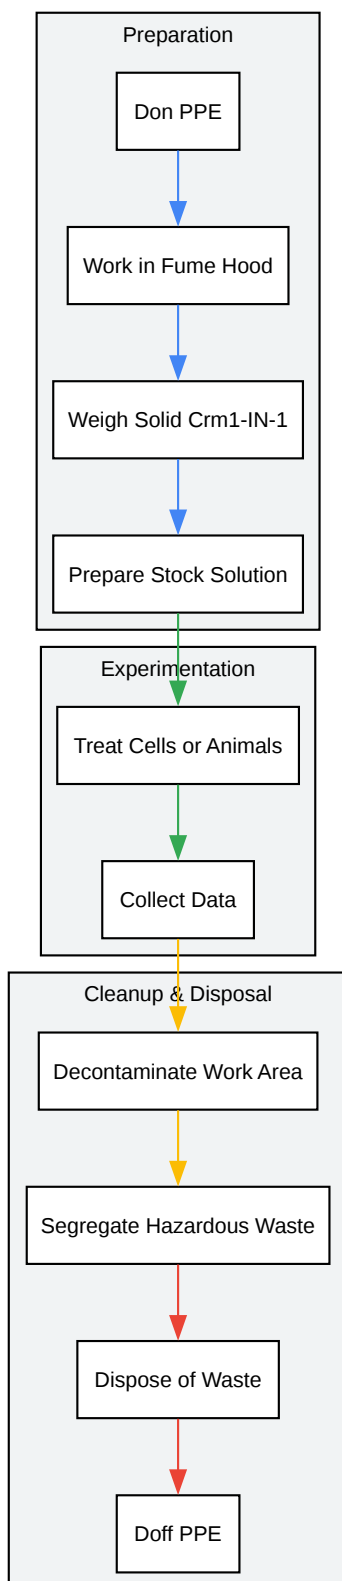 Preparation
Don PPE
Work in Fume Hood
Weigh Solid Crm1-IN-1
Prepare Stock Solution
Experimentation
Treat Cells or Animals
Collect Data
Cleanup & Disposal
Decontaminate Work Area
Segregate Hazardous Waste
Dispose of Waste
Doff PPE